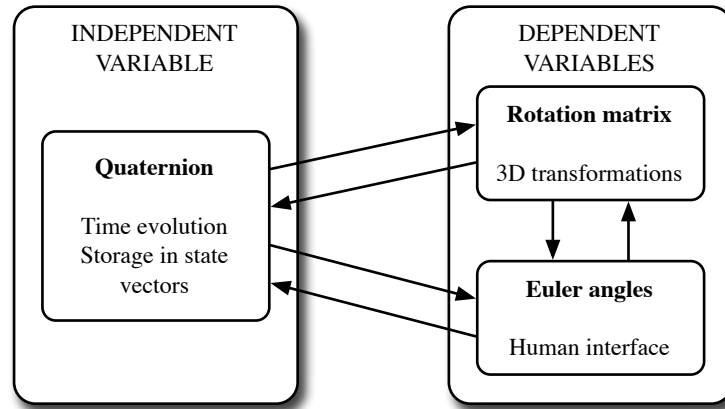 INDEPENDENT
VARIABLE
Quaternion
Time evolution
Storage in state
vectors
DEPENDENT
VARIABLES
Rotation matrix
3D transformations
Euler angles
Human interface